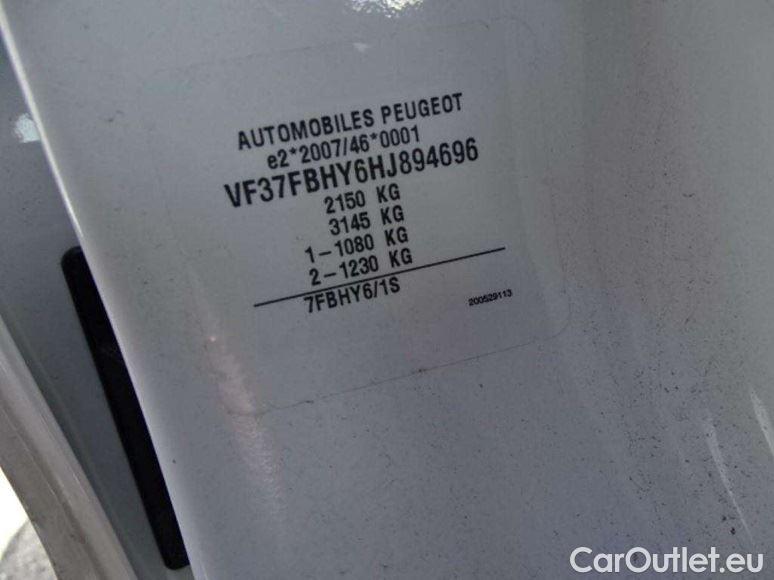 AUTOMOBILES PEUGEOT
e2*2007/46*0001
VF37FBHY6HJ894696
2150 KG
3145 KG
1-1080 KG
2-1230 KG
7FBHY6/1S
200529113
CarOutlet.eu